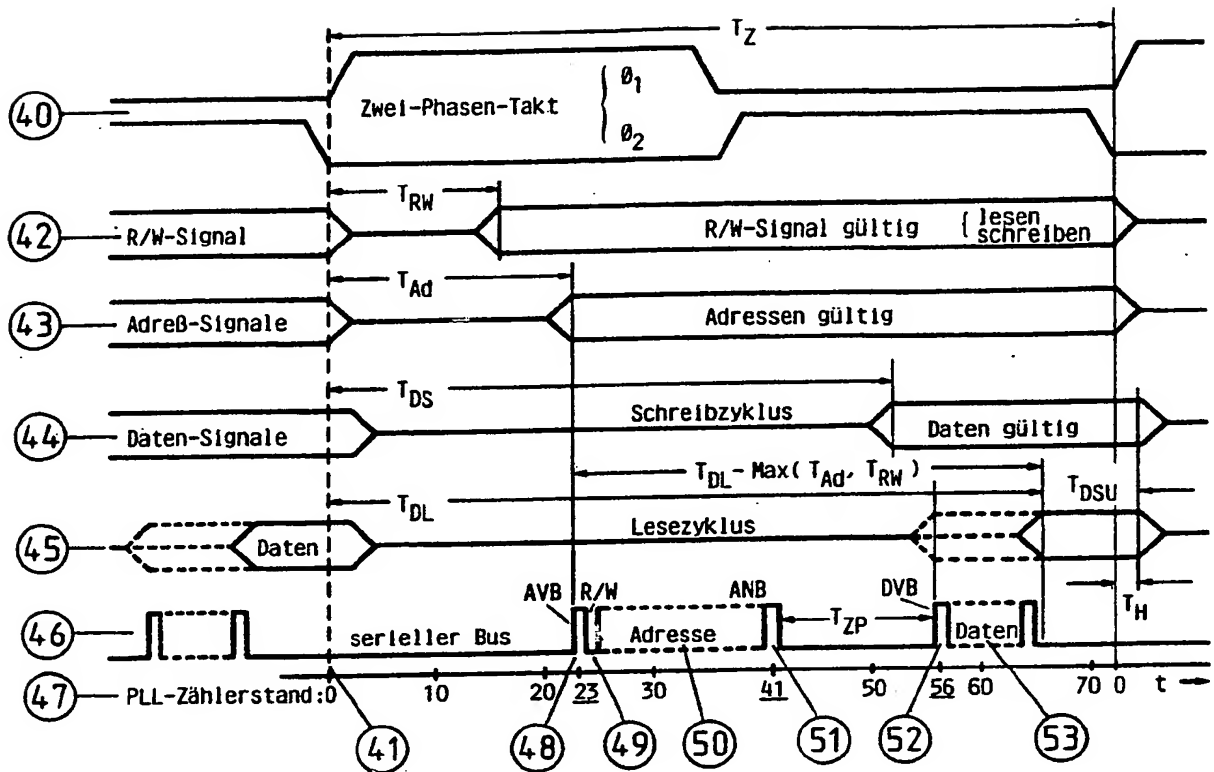 T_Z
40
Zwei-Phasen-Takt { Ø1
Ø2
T_RW
42
R/W-Signal
R/W-Signal gültig { lesen
schreiben
T_Ad
43
Adreß-Signale
Adressen gültig
T_DS
44
Daten-Signale
Schreibzyklus
Daten gültig
T_DL - Max( T_Ad, T_RW )
T_DL
T_DSU
45
Daten
Lesezyklus
T_H
46
AVB
R/W
ANB
DVB
serieller Bus
Adresse
T_ZP
Daten
47
PLL-Zählerstand: 0 10 20 23 30 41 50 56 60 70 0 t
41 48 49 50 51 52 53